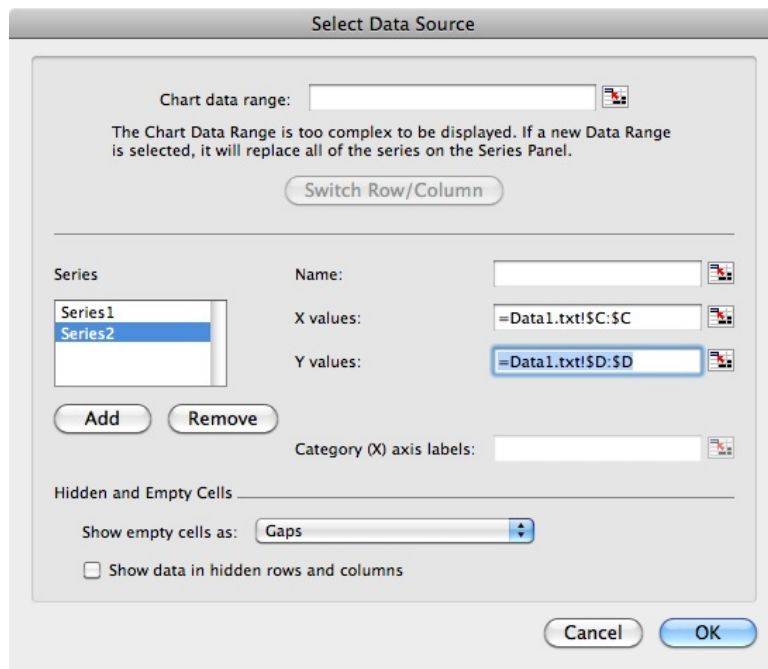 Select Data Source
Chart data range:
The Chart Data Range is too complex to be displayed. If a new Data Range
is selected, it will replace all of the series on the Series Panel.
Switch Row/Column
Series
Name:
Series1
X values:
=Data1.txt!$C:$C
Series2
Y values:
=Data1.txt!$D:$D
Add
Remove
Category (X) axis labels:
Hidden and Empty Cells
Show empty cells as:
Gaps
Show data in hidden rows and columns
Cancel
OK